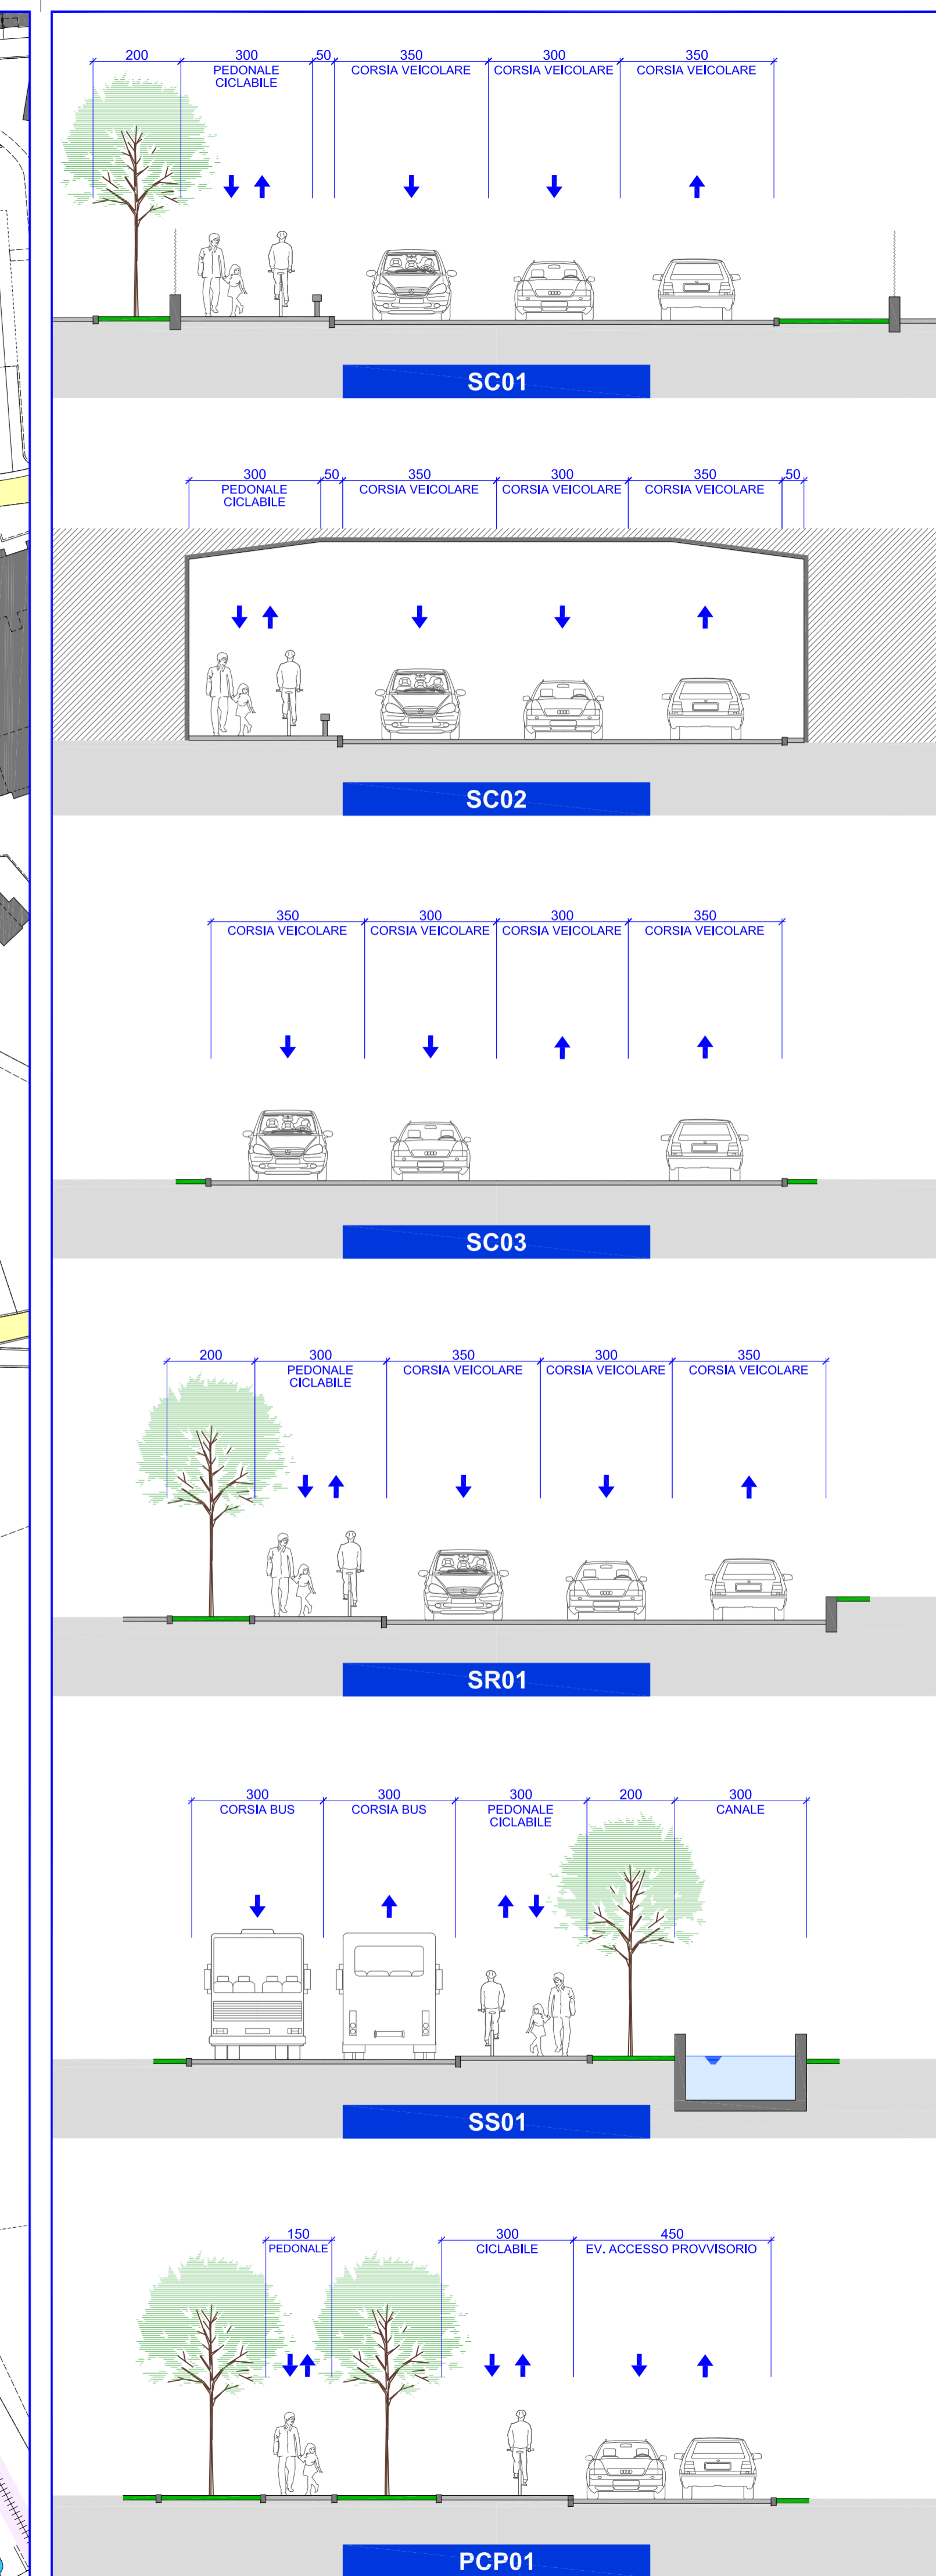 200 300 50 350 300 350
PEDONALE CORSIA VEICOLARE CORSIA VEICOLARE CORSIA VEICOLARE
CICLABILE
SC01
300 50 350 300 350 50
PEDONALE CORSIA VEICOLARE CORSIA VEICOLARE CORSIA VEICOLARE
CICLABILE
SC02
350 300 300 350
CORSIA VEICOLARE CORSIA VEICOLARE CORSIA VEICOLARE CORSIA VEICOLARE
SC03
200 300 350 300 350
PEDONALE CORSIA VEICOLARE CORSIA VEICOLARE CORSIA VEICOLARE
CICLABILE
SR01
300 300 300 200 300
CORSIA BUS CORSIA BUS PEDONALE CANALE
CICLABILE
SS01
150 300 450
PEDONALE CICLABILE EV. ACCESSO PROVVISORIO
PCP01